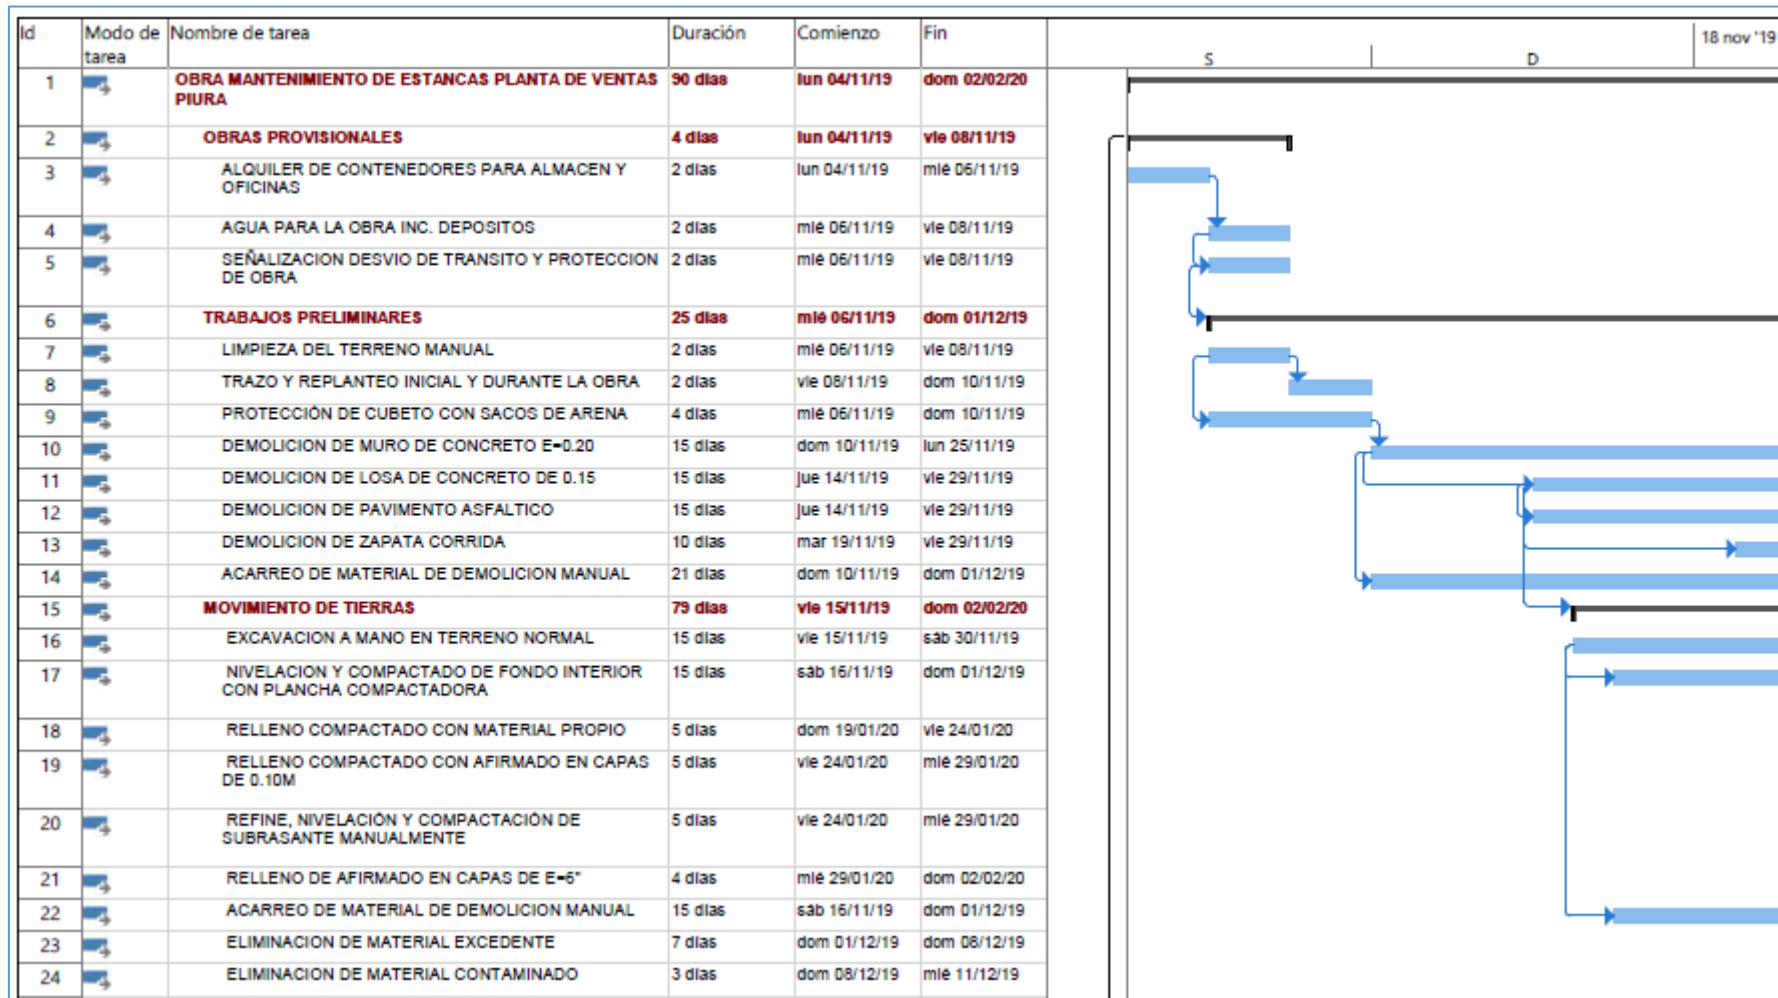 Id Modo de tarea Nombre de tarea Duración Comienzo Fin
S D 18 nov '19
1 OBRA MANTENIMIENTO DE ESTANCAS PLANTA DE VENTAS PIURA 90 días lun 04/11/19 dom 02/02/20
2 OBRAS PROVISIONALES 4 días lun 04/11/19 vie 08/11/19
3 ALQUILER DE CONTENEDORES PARA ALMACEN Y OFICINAS 2 días lun 04/11/19 mié 06/11/19
4 AGUA PARA LA OBRA INC. DEPOSITOS 2 días mié 06/11/19 vie 08/11/19
5 SEÑALIZACION DESVIO DE TRANSITO Y PROTECCION DE OBRA 2 días mié 06/11/19 vie 08/11/19
6 TRABAJOS PRELIMINARES 25 días mié 06/11/19 dom 01/12/19
7 LIMPIEZA DEL TERRENO MANUAL 2 días mié 06/11/19 vie 08/11/19
8 TRAZO Y REPLANTEO INICIAL Y DURANTE LA OBRA 2 días vie 08/11/19 dom 10/11/19
9 PROTECCIÓN DE CUBETO CON SACOS DE ARENA 4 días mié 06/11/19 dom 10/11/19
10 DEMOLICION DE MURO DE CONCRETO E=0.20 15 días dom 10/11/19 lun 25/11/19
11 DEMOLICION DE LOSA DE CONCRETO DE 0.15 15 días jue 14/11/19 vie 29/11/19
12 DEMOLICION DE PAVIMENTO ASFALTICO 15 días jue 14/11/19 vie 29/11/19
13 DEMOLICION DE ZAPATA CORRIDA 10 días mar 19/11/19 vie 29/11/19
14 ACARREO DE MATERIAL DE DEMOLICION MANUAL 21 días dom 10/11/19 dom 01/12/19
15 MOVIMIENTO DE TIERRAS 79 días vie 15/11/19 dom 02/02/20
16 EXCAVACION A MANO EN TERRENO NORMAL 15 días vie 15/11/19 sáb 30/11/19
17 NIVELACION Y COMPACTADO DE FONDO INTERIOR CON PLANCHA COMPACTADORA 15 días sáb 16/11/19 dom 01/12/19
18 RELLENO COMPACTADO CON MATERIAL PROPIO 5 días dom 19/01/20 vie 24/01/20
19 RELLENO COMPACTADO CON AFIRMADO EN CAPAS DE 0.10M 5 días vie 24/01/20 mié 29/01/20
20 REFINE, NIVELACIÓN Y COMPACTACIÓN DE SUBRASANTE MANUALMENTE 5 días vie 24/01/20 mié 29/01/20
21 RELLENO DE AFIRMADO EN CAPAS DE E=6" 4 días mié 29/01/20 dom 02/02/20
22 ACARREO DE MATERIAL DE DEMOLICION MANUAL 15 días sáb 16/11/19 dom 01/12/19
23 ELIMINACION DE MATERIAL EXCEDENTE 7 días dom 01/12/19 dom 08/12/19
24 ELIMINACION DE MATERIAL CONTAMINADO 3 días dom 08/12/19 mié 11/12/19